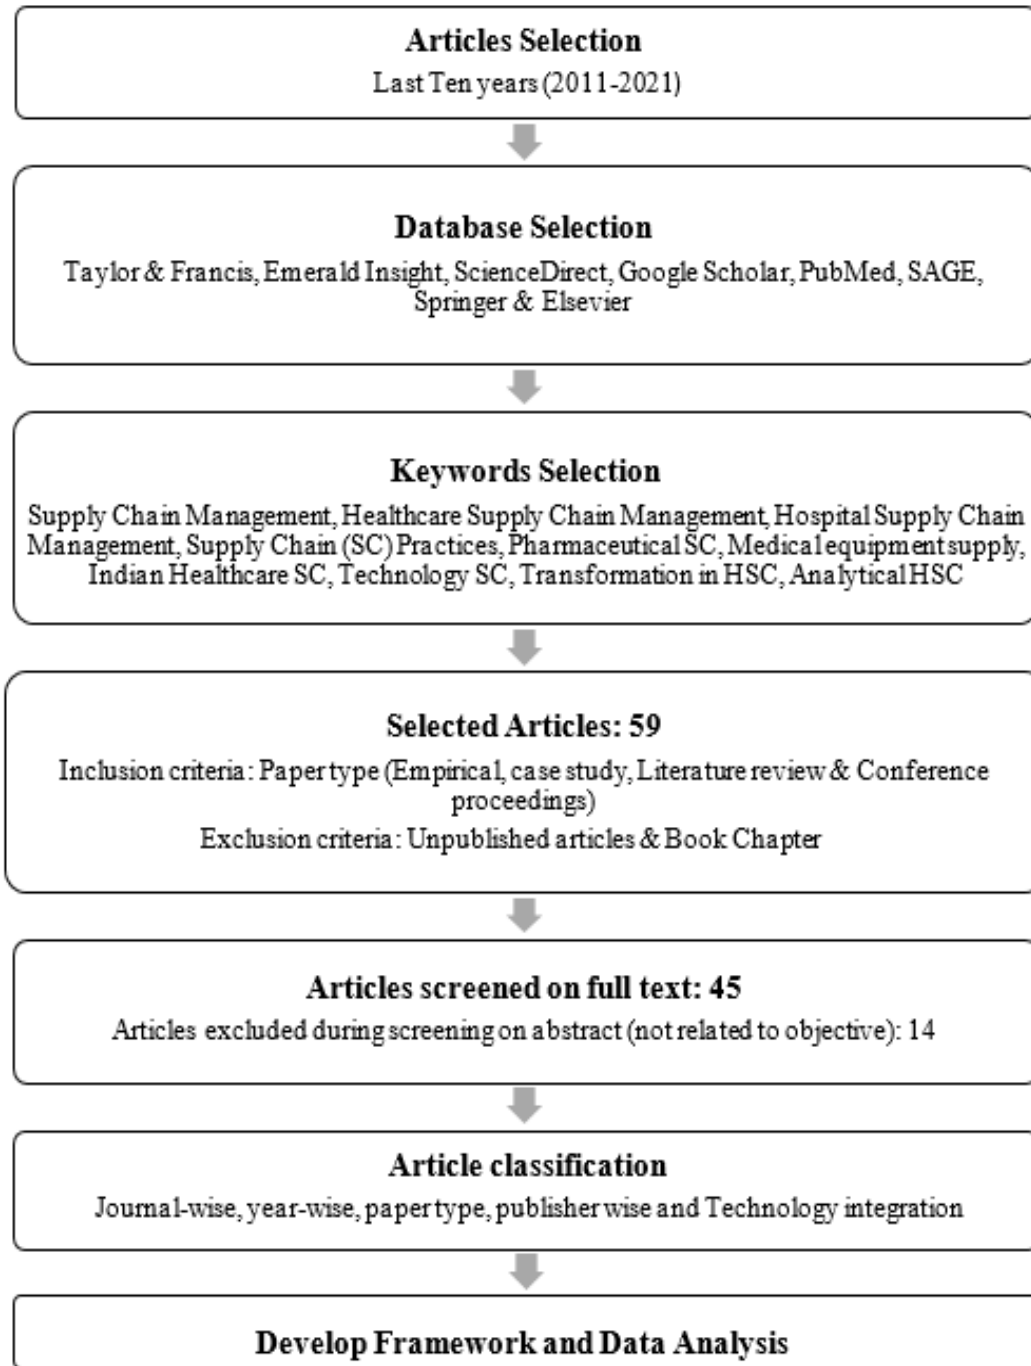 Articles Selection
Last Ten years (2011-2021)
Database Selection
Taylor & Francis, Emerald Insight, ScienceDirect, Google Scholar, PubMed, SAGE,
Springer & Elsevier
Keywords Selection
Supply Chain Management, Healthcare Supply Chain Management, Hospital Supply Chain
Management, Supply Chain (SC) Practices, Pharmaceutical SC, Medical equipment supply,
Indian Healthcare SC, Technology SC, Transformation in HSC, Analytical HSC
Selected Articles: 59
Inclusion criteria: Paper type (Empirical, case study, Literature review & Conference
proceedings)
Exclusion criteria: Unpublished articles & Book Chapter
Articles screened on full text: 45
Articles excluded during screening on abstract (not related to objective): 14
Article classification
Journal-wise, year-wise, paper type, publisher wise and Technology integration
Develop Framework and Data Analysis